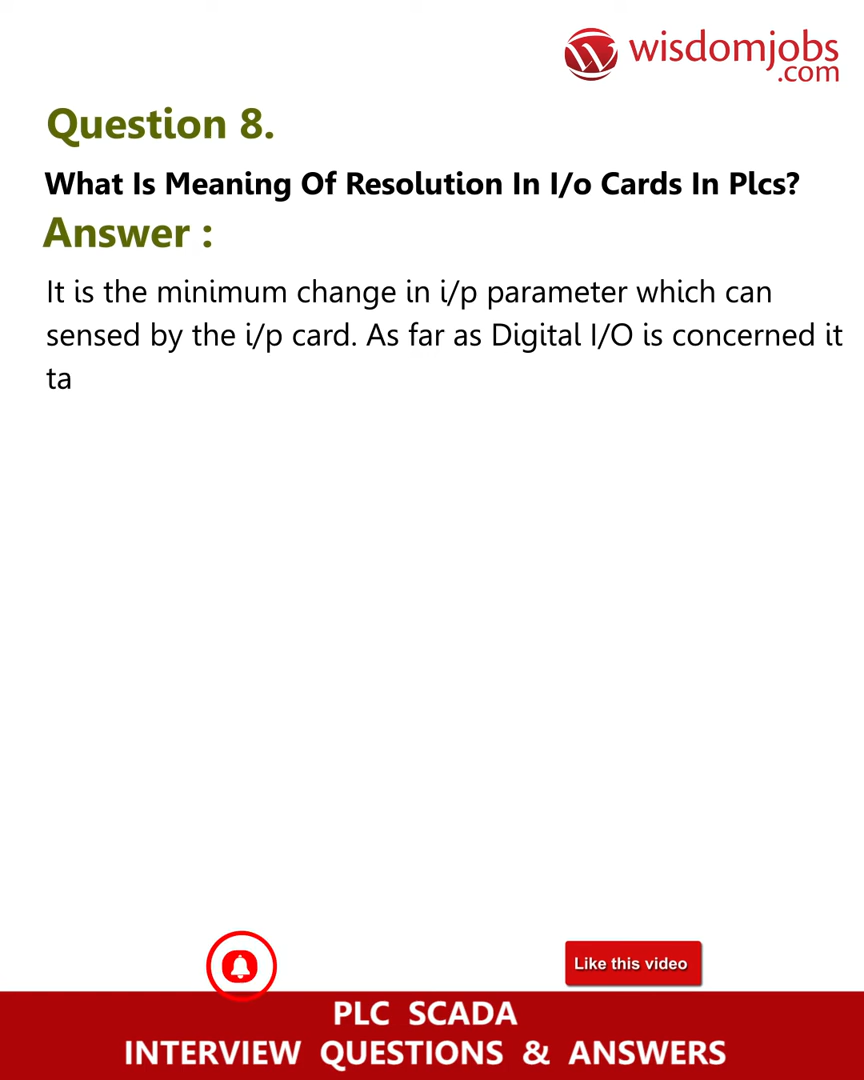 wisdomjobs
.com
Question 8.
What Is Meaning Of Resolution In I/o Cards In Plcs?
Answer :
It is the minimum change in i/p parameter which can
sensed by the i/p card. As far as Digital I/O is concerned it
ta
Like this video
PLC SCADA
INTERVIEW QUESTIONS & ANSWERS